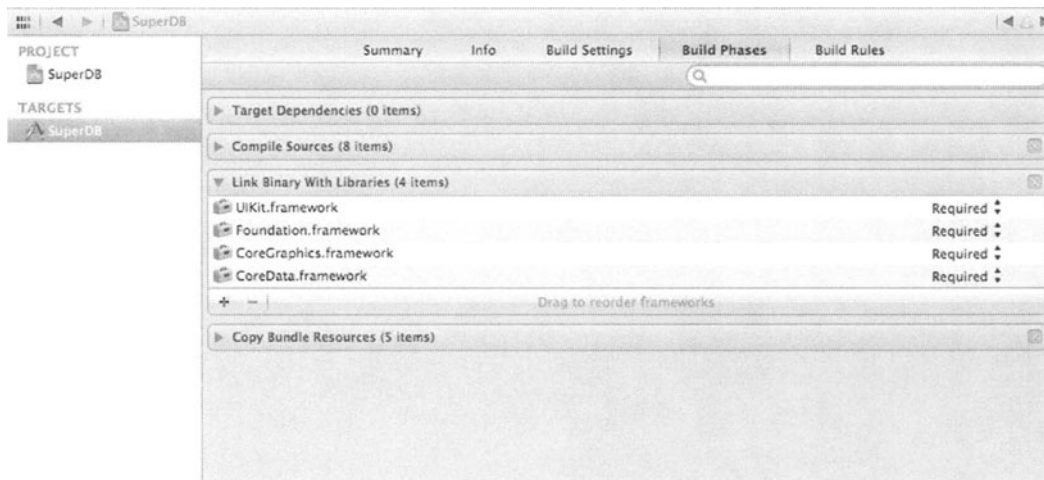 SuperDB
PROJECT
SuperDB
TARGETS
SuperDB
Summary Info Build Settings Build Phases Build Rules
Target Dependencies (0 items)
Compile Sources (8 items)
Link Binary With Libraries (4 items)
UIKit.framework Required
Foundation.framework Required
CoreGraphics.framework Required
CoreData.framework Required
Drag to reorder frameworks
Copy Bundle Resources (5 items)